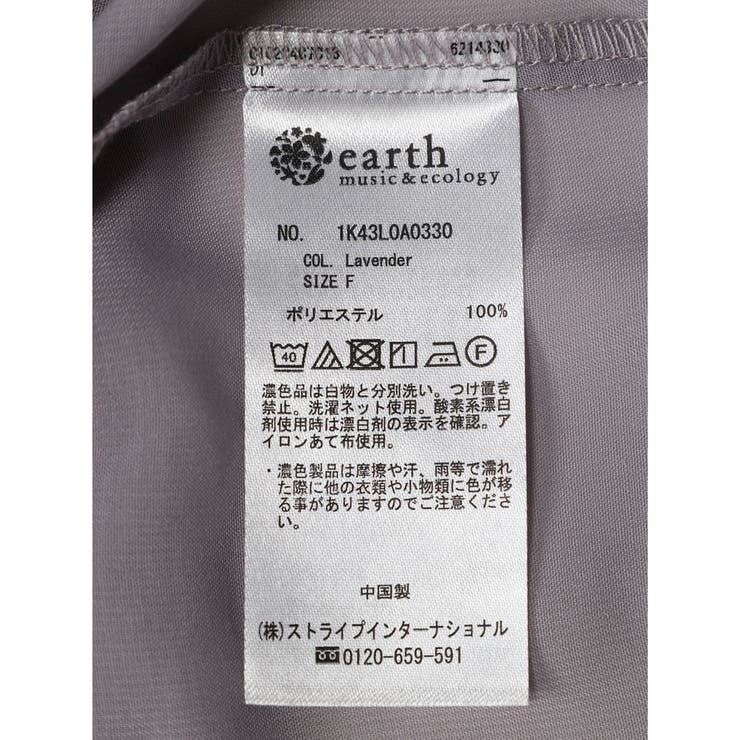 6214330
earth
music&ecology
NO. 1K43L0A0330
COL. Lavender
SIZE F
ポリエステル 100%
40 F
濃色品は白物と分別洗い。つけ置き
禁止。洗濯ネット使用。酸素系漂白
剤使用時は漂白剤の表示を確認。ア
イロンあて布使用。
・濃色製品は摩擦や汗、雨等で濡れ
た際に他の衣類や小物類に色が移
る事がありますのでご注意くださ
い。
中国製
(株)ストライプインターナショナル
0120-659-591